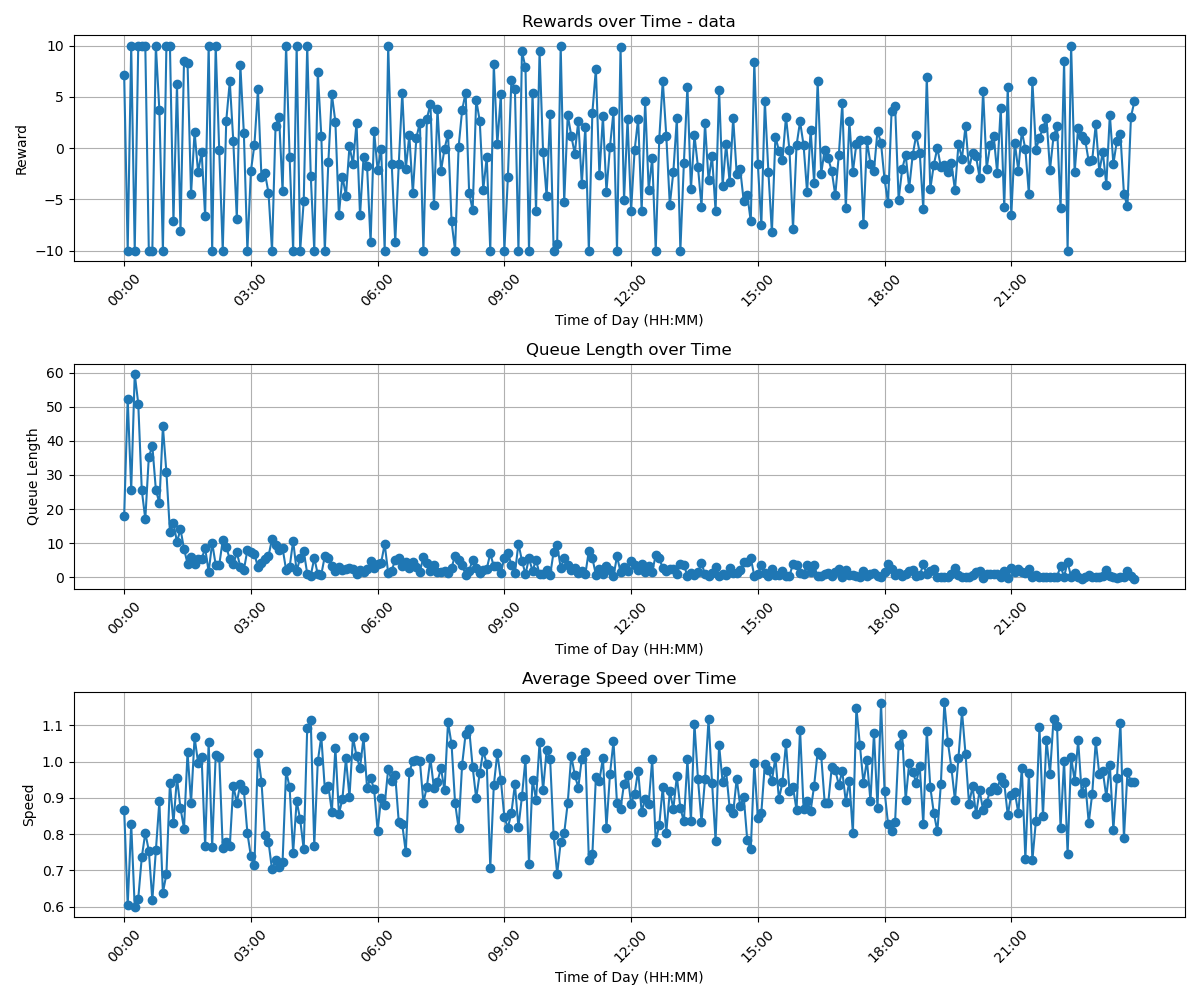 Rewards over Time - data
Reward
10
5
0
−5
−10
00:00 03:00 06:00 09:00 12:00 15:00 18:00 21:00
Time of Day (HH:MM)
Queue Length over Time
Queue Length
60
50
40
30
20
10
0
00:00 03:00 06:00 09:00 12:00 15:00 18:00 21:00
Time of Day (HH:MM)
Average Speed over Time
Speed
1.1
1.0
0.9
0.8
0.7
0.6
00:00 03:00 06:00 09:00 12:00 15:00 18:00 21:00
Time of Day (HH:MM)